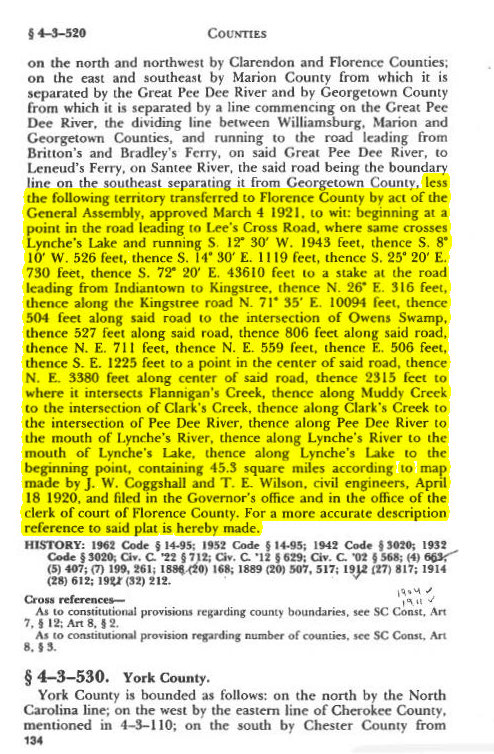 § 4–3–520 COUNTIES
on the north and northwest by Clarendon and Florence Counties;
on the east and southeast by Marion County from which it is
separated by the Great Pee Dee River and by Georgetown County
from which it is separated by a line commencing on the Great Pee
Dee River, the dividing line between Williamsburg, Marion and
Georgetown Counties, and running to the road leading from
Britton's and Bradley's Ferry, on said Great Pee Dee River, to
Leneud's Ferry, on Santee River, the said road being the boundary
line on the southeast separating it from Georgetown County, less
the following territory transferred to Florence County by act of the
General Assembly, approved March 4 1921, to wit: beginning at a
point in the road leading to Lee's Cross Road, where same crosses
Lynche's Lake and running S. 12° 30' W. 1943 feet, thence S. 8°
10' W. 526 feet, thence S. 14° 30' E. 1119 feet, thence S. 25° 20' E.
730 feet, thence S. 72° 20' E. 43610 feet to a stake at the road
leading from Indiantown to Kingstree, thence N. 26° E. 316 feet,
thence along the Kingstree road N. 71° 35' E. 10094 feet, thence
504 feet along said road to the intersection of Owens Swamp,
thence 527 feet along said road, thence 806 feet along said road,
thence N. E. 711 feet, thence N. E. 559 feet, thence E. 506 feet,
thence S. E. 1225 feet to a point in the center of said road, thence
N. E. 3380 feet along center of said road, thence 2315 feet to
where it intersects Flannigan's Creek, thence along Muddy Creek
to the intersection of Clark's Creek, thence along Clark's Creek to
the intersection of Pee Dee River, thence along Pee Dee River to
the mouth of Lynche's River, thence along Lynche's River to the
mouth of Lynche's Lake, thence along Lynche's Lake to the
beginning point, containing 45.3 square miles according to map
made by J. W. Coggshall and T. E. Wilson, civil engineers, April
18 1920, and filed in the Governor's office and in the office of the
clerk of court of Florence County. For a more accurate description
reference to said plat is hereby made.
HISTORY: 1962 Code § 14-95; 1952 Code § 14-95; 1942 Code § 3020; 1932
Code § 3020; Civ. C. '22 § 712; Civ. C. '12 § 629; Civ. C. '02 § 568; (4) 663;
(5) 407; (7) 199, 261; (20) 168; 1889 (20) 507, 517; 1912 (27) 817; 1914
(28) 612; 1921 (32) 212.
1904 ✓
Cross references— 1911 ✓
As to constitutional provisions regarding county boundaries, see SC Const, Art
7, § 12; Art 8, § 2.
As to constitutional provision regarding number of counties, see SC Const, Art
8, § 3.
§ 4–3–530. York County.
York County is bounded as follows: on the north by the North
Carolina line; on the west by the eastern line of Cherokee County,
mentioned in 4–3–110; on the south by Chester County from
134